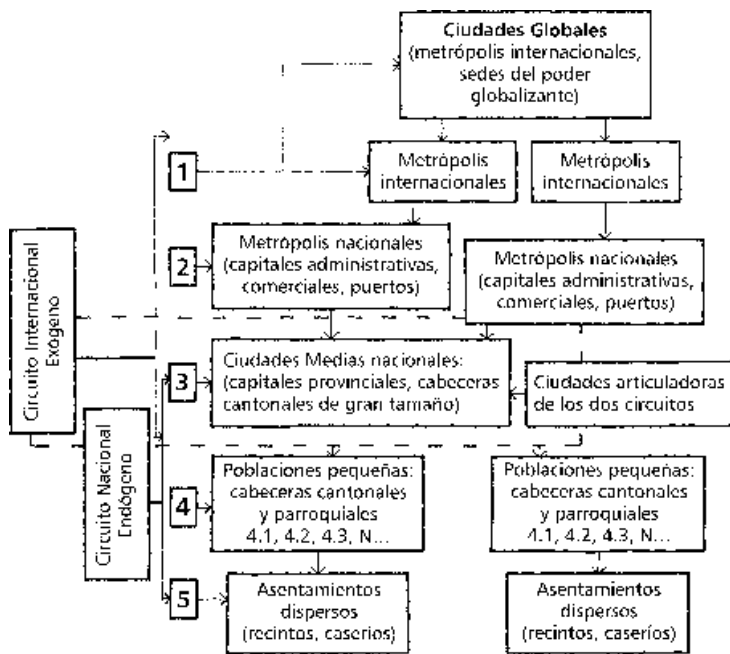 Ciudades Globales
(metrópolis internacionales,
sedes del poder
globalizante)
1
Metrópolis
internacionales
Metrópolis
internacionales
2
Metrópolis nacionales
(capitales administrativas,
comerciales, puertos)
Metrópolis nacionales
(capitales administrativas,
comerciales, puertos)
Circuito Internacional
Exógeno
3
Ciudades Medias nacionales:
(capitales provinciales, cabeceras
cantonales de gran tamaño)
Ciudades articuladoras
de los dos circuitos
Circuito Nacional
Endógeno
4
Poblaciones pequeñas:
cabeceras cantonales
y parroquiales
4.1, 4.2, 4.3, N...
Poblaciones pequeñas:
cabeceras cantonales
y parroquiales
4.1, 4.2, 4.3, N...
5
Asentamientos
dispersos
(recintos, caseríos)
Asentamientos
dispersos
(recintos, caseríos)